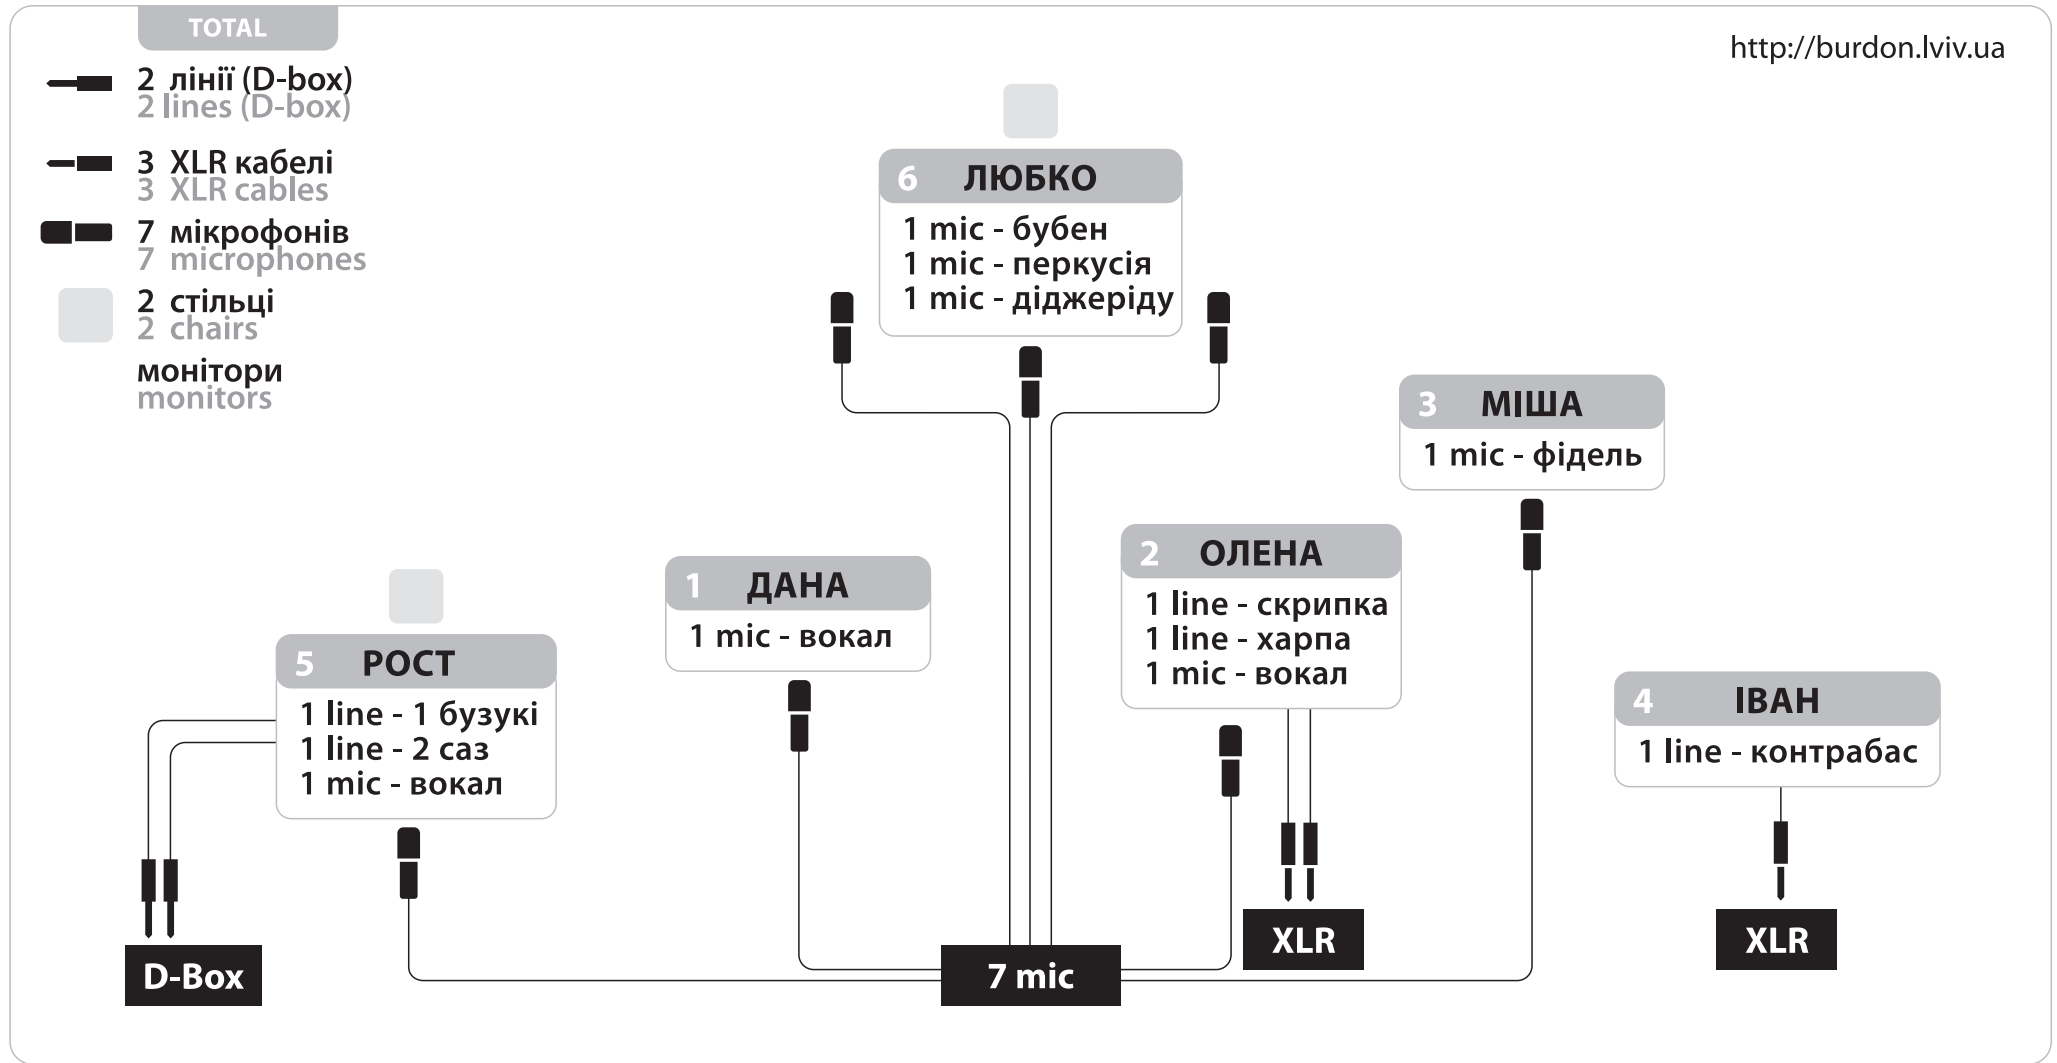 TOTAL
http://burdon.lviv.ua
2 лінії (D-box)
2 lines (D-box)
3 XLR кабелі
3 XLR cables
7 мікрофонів
7 microphones
2 стільці
2 chairs
монітори
monitors
6 ЛЮБКО
1 mic - бубен
1 mic - перкусія
1 mic - діджеріду
3 МІША
1 mic - фідель
2 ОЛЕНА
1 line - скрипка
1 line - харпа
1 mic - вокал
1 ДАНА
1 mic - вокал
5 РОСТ
1 line - 1 бузукі
1 line - 2 саз
1 mic - вокал
4 ІВАН
1 line - контрабас
D-Box
7 mic
XLR
XLR